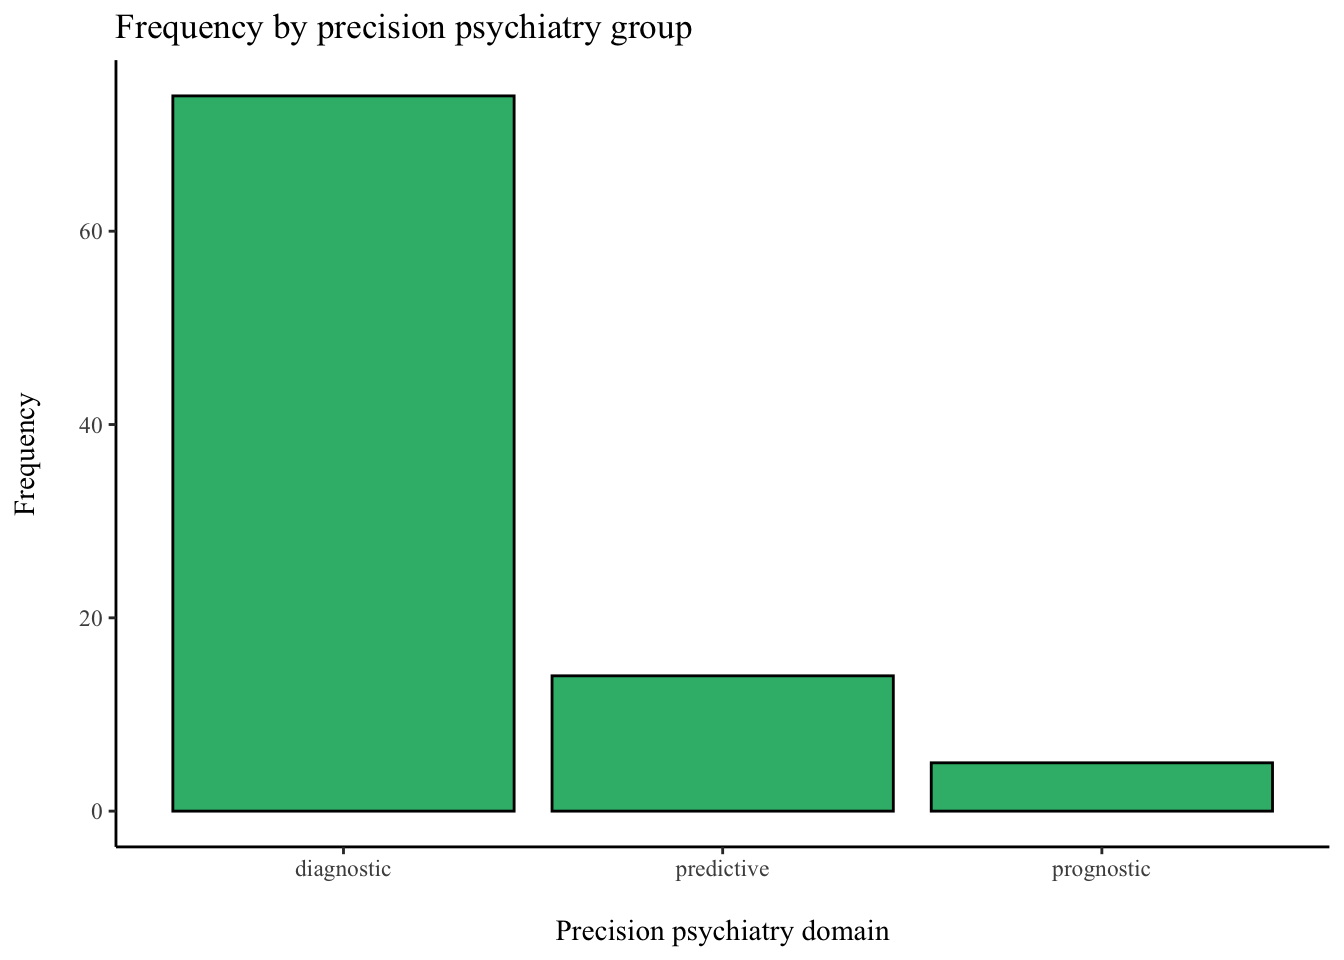 Frequency by precision psychiatry group
Frequency
60
40
20
0
diagnostic predictive prognostic
Precision psychiatry domain